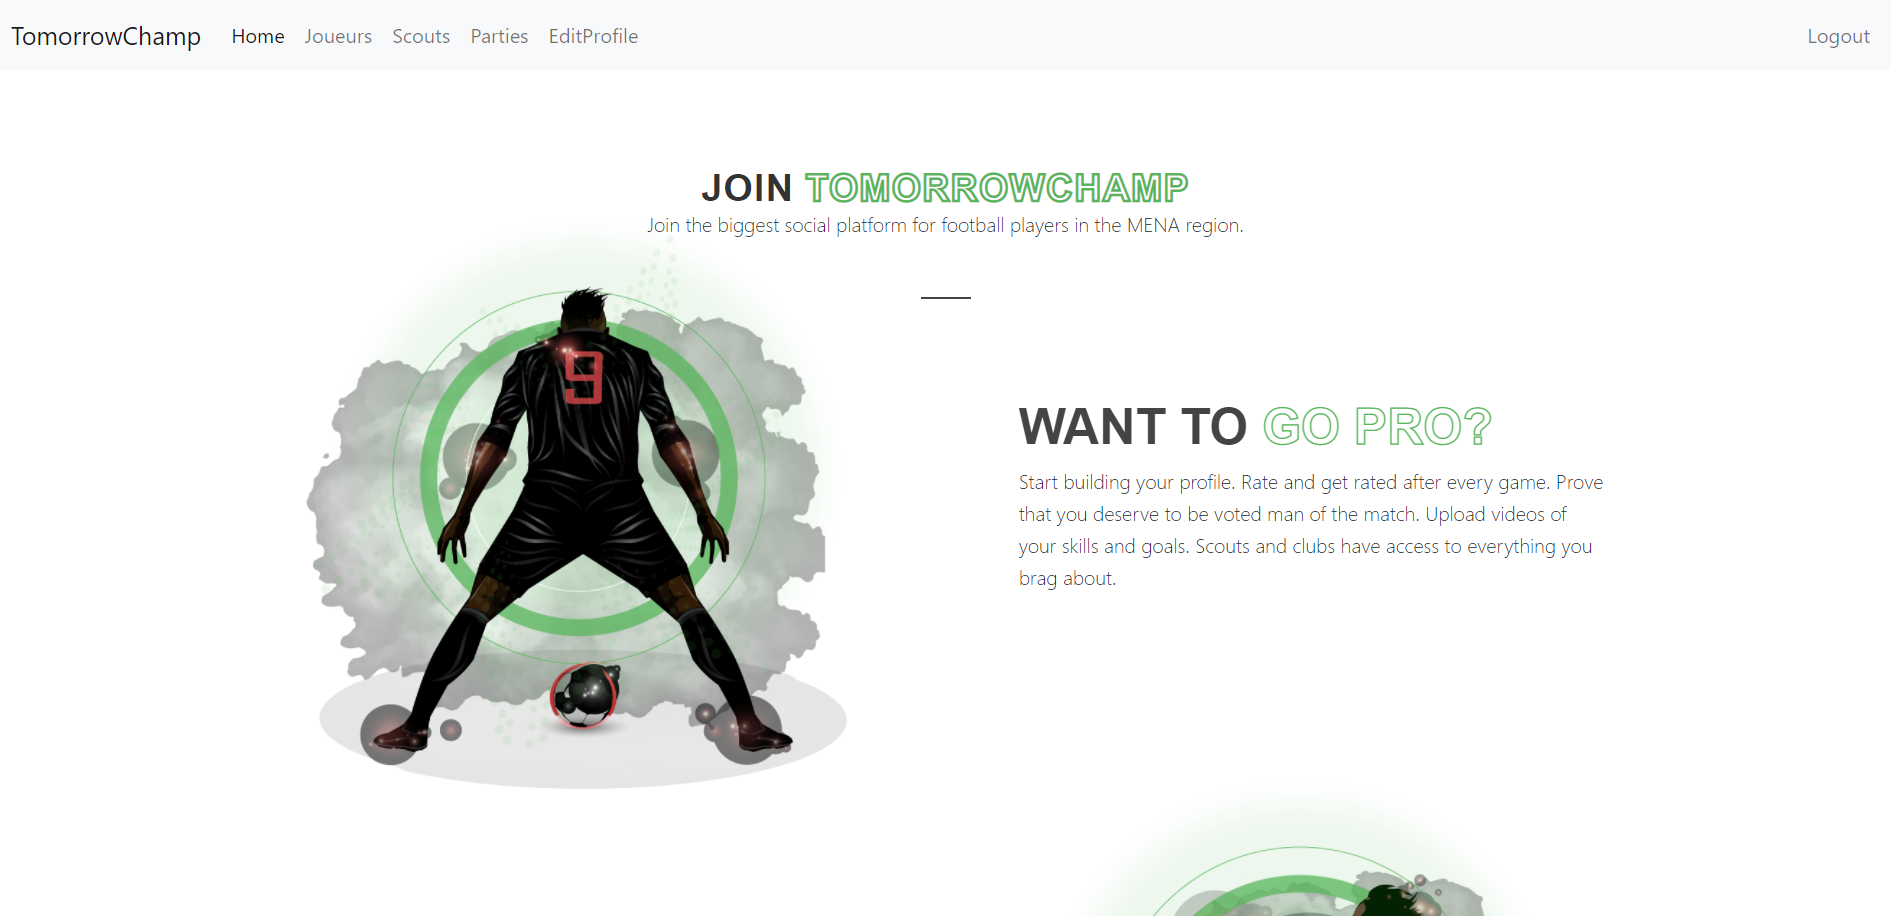 TomorrowChamp Home Joueurs Scouts Parties EditProfile Logout
JOIN TOMORROWCHAMP
Join the biggest social platform for football players in the MENA region.
9
WANT TO GO PRO?
Start building your profile. Rate and get rated after every game. Prove
that you deserve to be voted man of the match. Upload videos of
your skills and goals. Scouts and clubs have access to everything you
brag about.